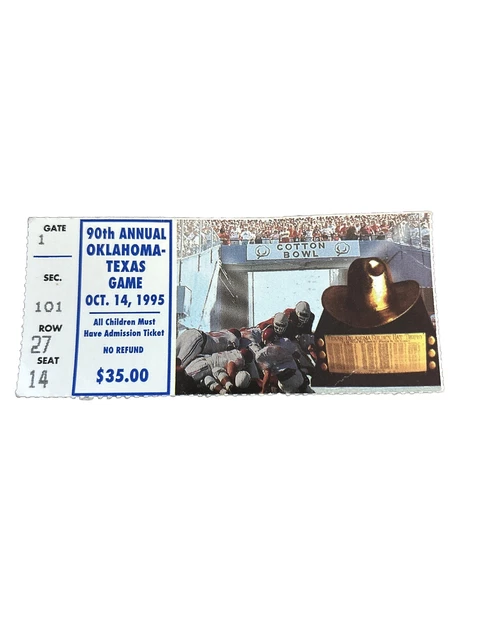 GATE
1
SEC.
101
ROW
27
SEAT
14
90th ANNUAL
OKLAHOMA-
TEXAS
GAME
OCT. 14, 1995
All Children Must
Have Admission Ticket
NO REFUND
$35.00
COTTON
BOWL